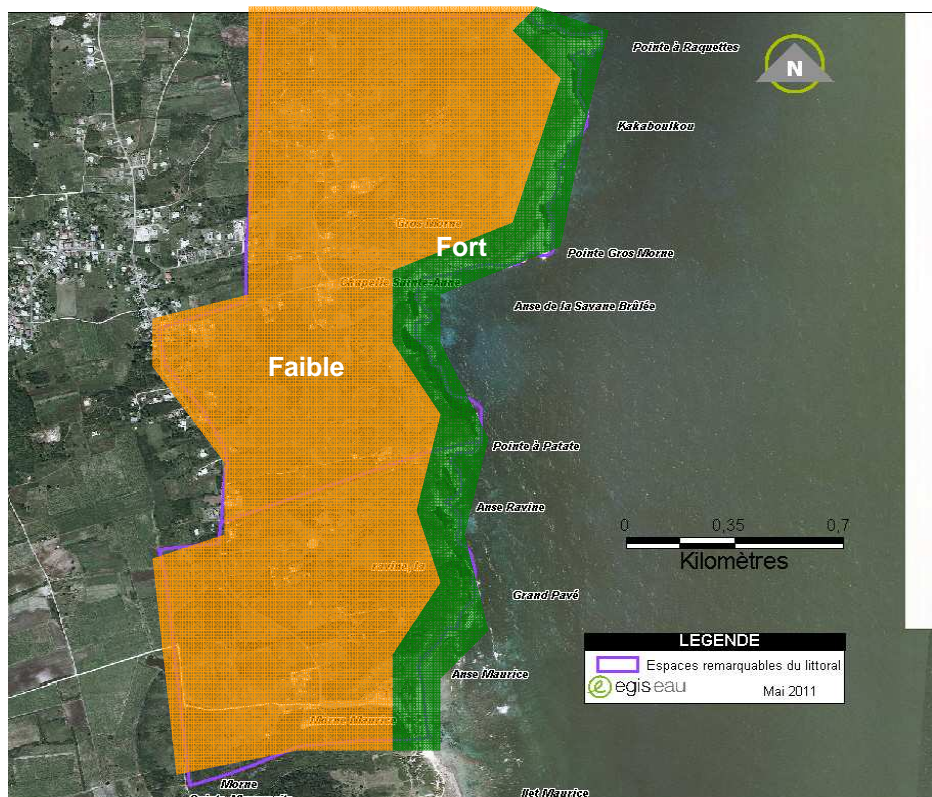 Pointe à Raquettes
N
Kakaboulkou
Gros Morne
Fort
Pointe Gros Morne
Chapelle Sainte-Anne
Anse de la Savane Brûlée
Faible
Pointe à Patate
Anse Ravine
0 0,35 0,7
Kilomètres
ravine, la
Grand Pavé
LEGENDE
Espaces remarquables du littoral
egis eau Mai 2011
Anse Maurice
Morne Maurice
Morne
Ilet Maurice